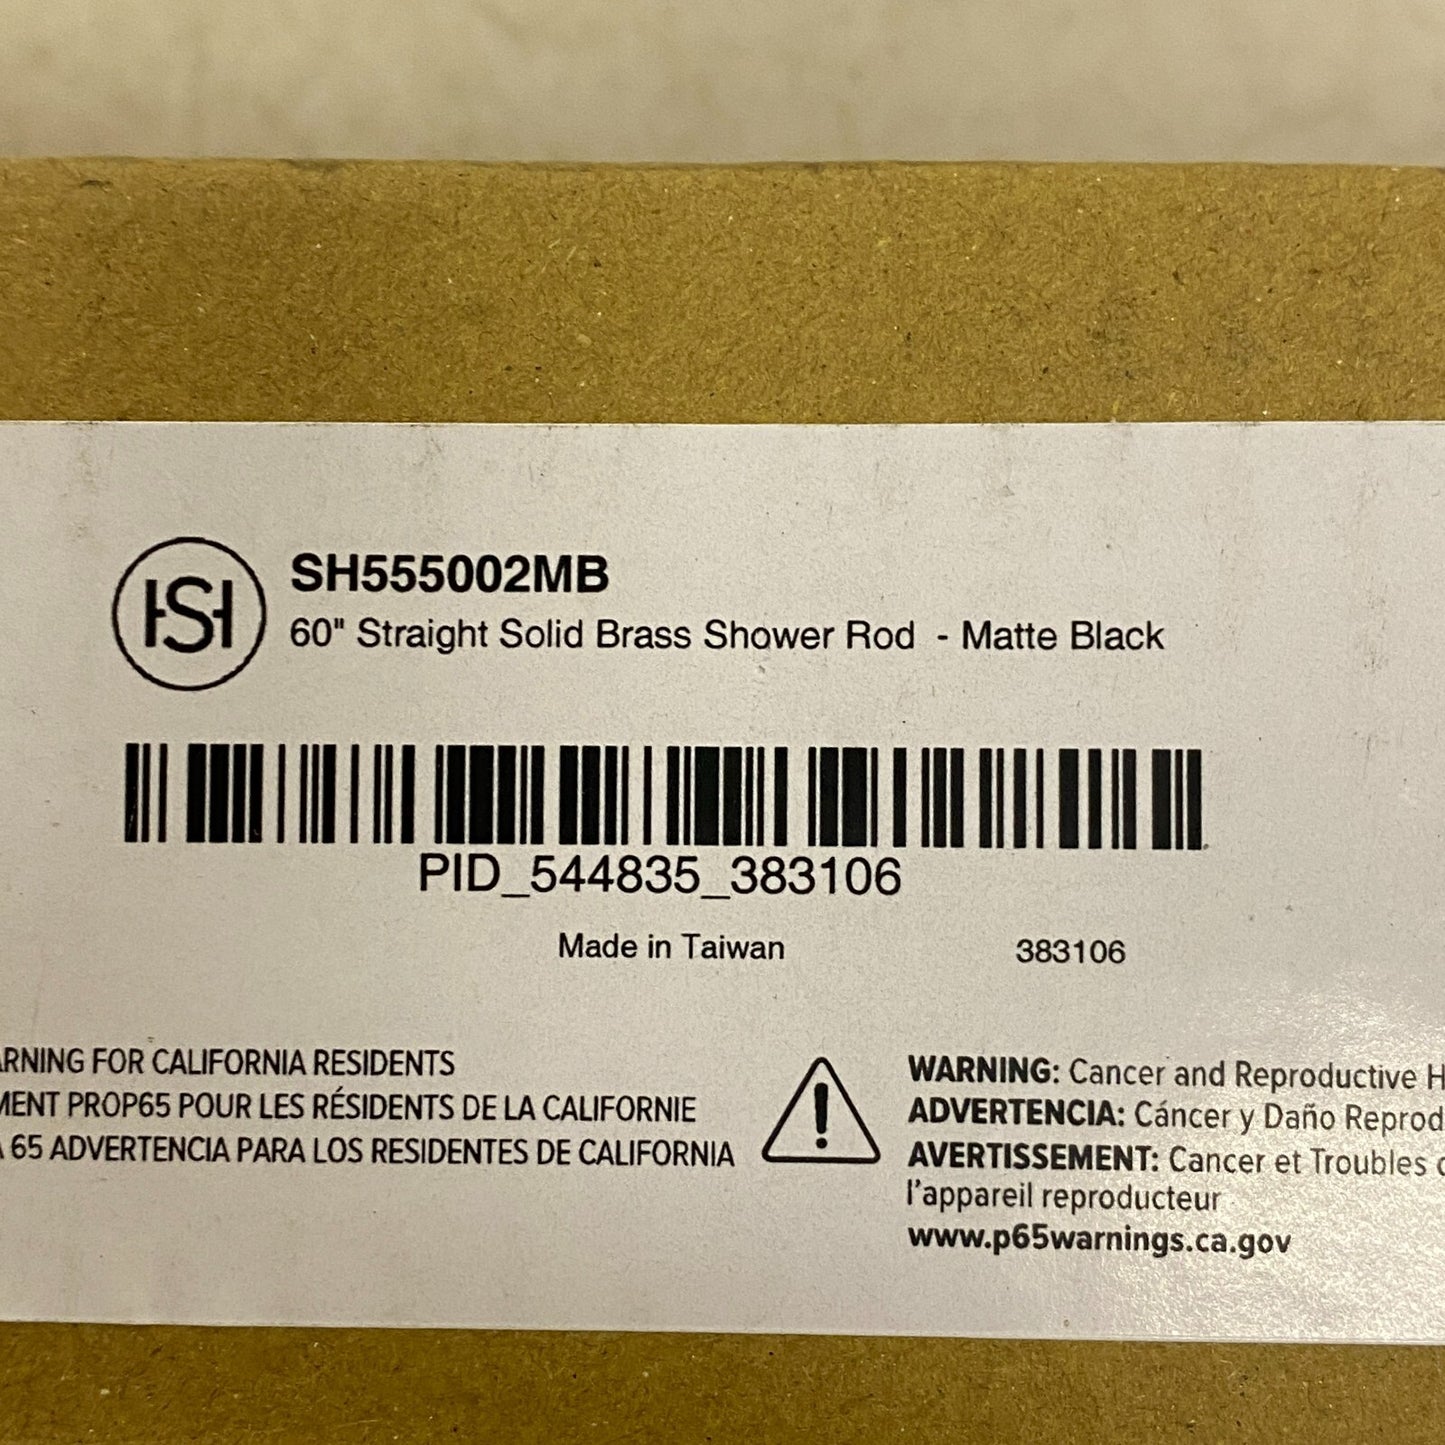 HSH
SH555002MB
60" Straight Solid Brass Shower Rod - Matte Black
PID_544835_383106
Made in Taiwan 383106
FOR CALIFORNIA RESIDENTS
PROP65 POUR LES RÉSIDENTS DE LA CALIFORNIE
65 ADVERTENCIA PARA LOS RESIDENTES DE CALIFORNIA
WARNING: Cancer and Reproductive
ADVERTENCIA: Cáncer y Daño
AVERTISSEMENT: Cancer et Troubles
l'appareil reproducteur
www.p65warnings.ca.gov